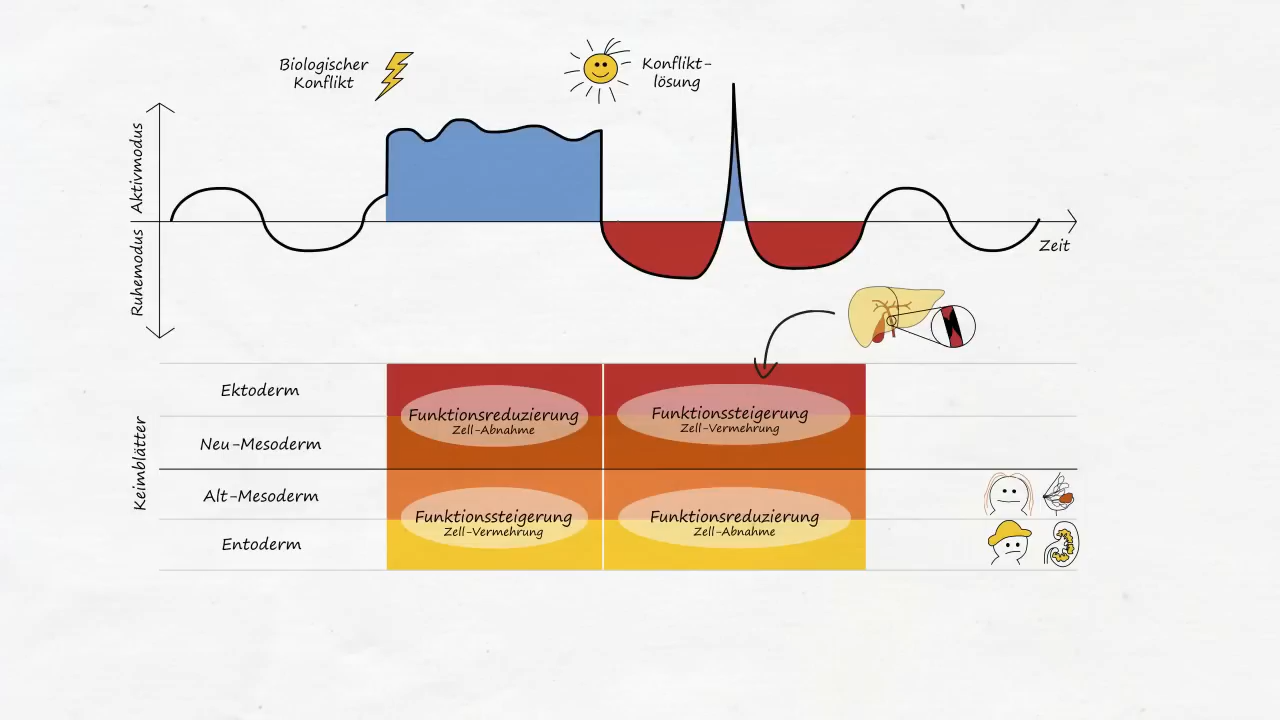 Biologischer
Konflikt
Konflikt-
lösung
Aktivmodus
Ruhemodus
Zeit
Keimblätter
Ektoderm
Funktionsreduzierung
Zell-Abnahme
Funktionssteigerung
Zell-Vermehrung
Neu-Mesoderm
Alt-Mesoderm
Funktionssteigerung
Zell-Vermehrung
Funktionsreduzierung
Zell-Abnahme
Entoderm